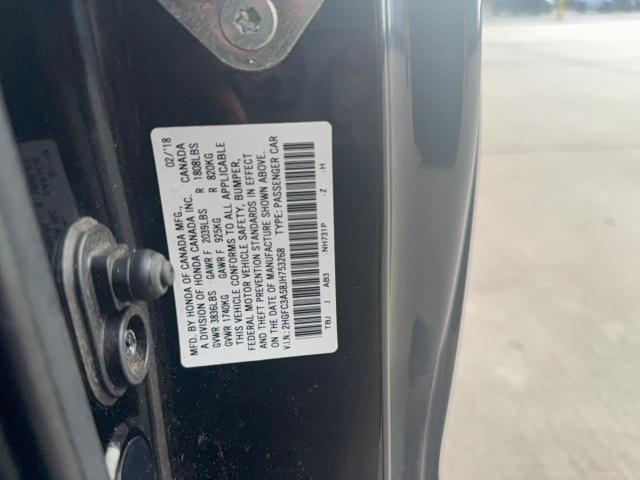 MFD. BY HONDA OF CANADA MFG., 02/'18
A DIVISION OF HONDA CANADA INC. CANADA
GVWR 3836LBS GAWR F 2039LBS R 1808LBS
GVWR 1740KG GAWR F 925KG R 820KG
THIS VEHICLE CONFORMS TO ALL APPLICABLE
FEDERAL MOTOR VEHICLE SAFETY, BUMPER,
AND THEFT PREVENTION STANDARDS IN EFFECT
ON THE DATE OF MANUFACTURE SHOWN ABOVE.
V.I.N.: 2HGFC3A58JH753268 TYPE: PASSENGER CAR
TBJ J AB3 NH731P Z H